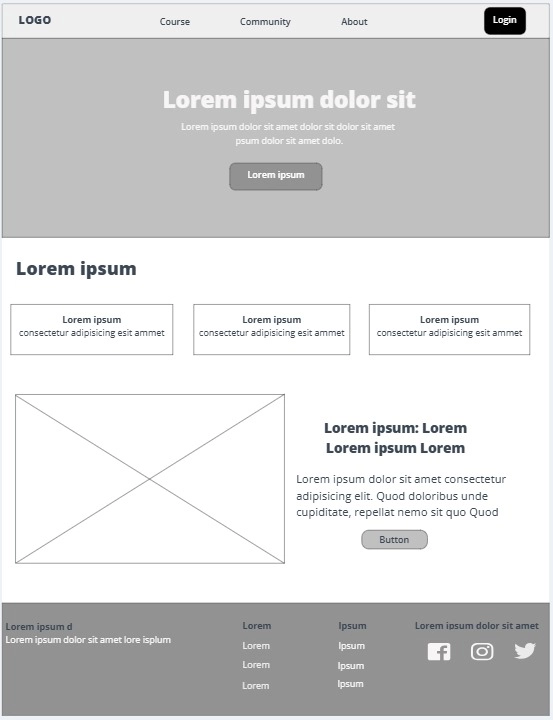 LOGO
Course
Community
About
Login
Lorem ipsum dolor sit
Lorem ipsum dolor sit amet dolor sit dolor sit amet
psum dolor sit amet dolo.
Lorem ipsum
Lorem ipsum
Lorem ipsum
consectetur adipisicing esit ammet
Lorem ipsum
consectetur adipisicing esit ammet
Lorem ipsum
consectetur adipisicing esit ammet
Lorem ipsum: Lorem
Lorem ipsum Lorem
Lorem ipsum dolor sit amet consectetur
adipisicing elit. Quod doloribus unde
cupiditate, repellat nemo sit quo Quod
Button
Lorem ipsum d
Lorem ipsum dolor sit amet lore isplum
Lorem
Lorem
Lorem
Lorem
Ipsum
Ipsum
Ipsum
Ipsum
Lorem ipsum dolor sit amet